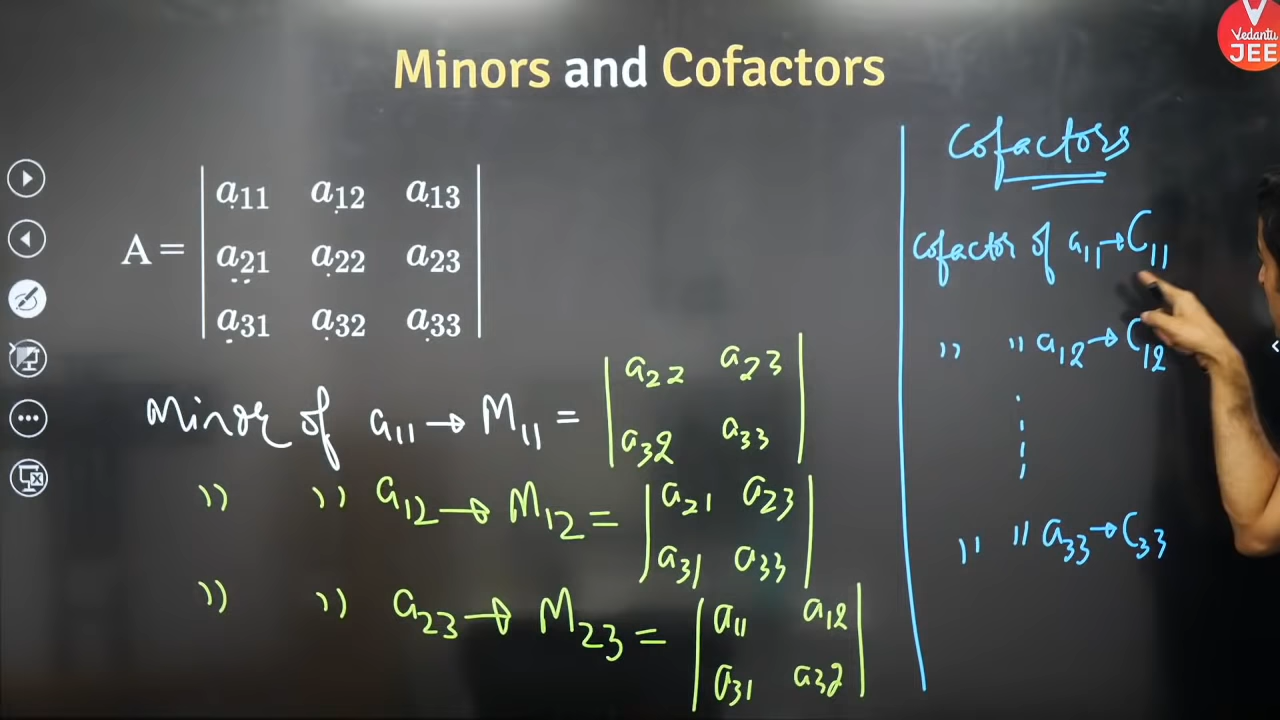 Minors and Cofactors
Vedantu
JEE
A = | a11 a12 a13 |
| a21 a22 a23 |
| a31 a32 a33 |
Minor of a11 → M11 = | a22 a23 |
| a32 a33 |
" " a12 → M12 = | a21 a23 |
| a31 a33 |
" " a23 → M23 = | a11 a12 |
| a31 a32 |
Cofactors
Cofactor of a11 → C11
" " a12 → C12
" " a33 → C33